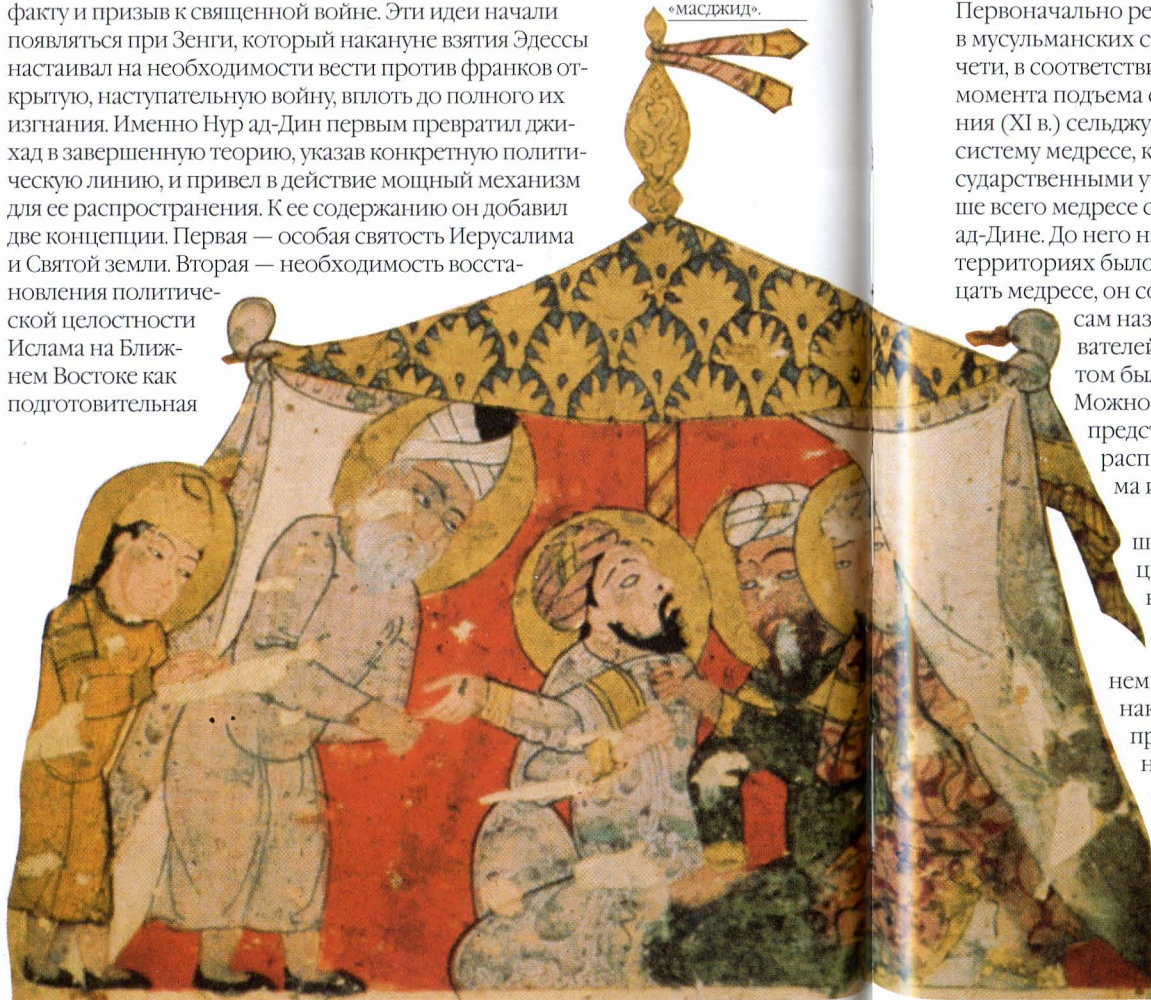 факту и призыв к священной войне. Эти идеи начали
появляться при Зенги, который накануне взятия Эдессы
настаивал на необходимости вести против франков от-
крытую, наступательную войну, вплоть до полного их
изгнания. Именно Нур ад-Дин первым превратил джи-
хад в завершенную теорию, указав конкретную полити-
ческую линию, и привел в действие мощный механизм
для ее распространения. К ее содержанию он добавил
две концепции. Первая — особая святость Иерусалима
и Святой земли. Вторая — необходимость восста-
новления политиче-
ской целостности
Ислама на Ближ-
нем Востоке как
подготовительная
«масджид».
Первоначально ре
в мусульманских с
чети, в соответстви
момента подъема
ния (XI в.) сельджу
систему медресе, к
сударственными у
ше всего медресе с
ад-Дине. До него н
территориях было
цать медресе, он со
сам наз
вателей
том был
Можно
предст
расп
ма и
ш
ц
нем
нак
пр
н